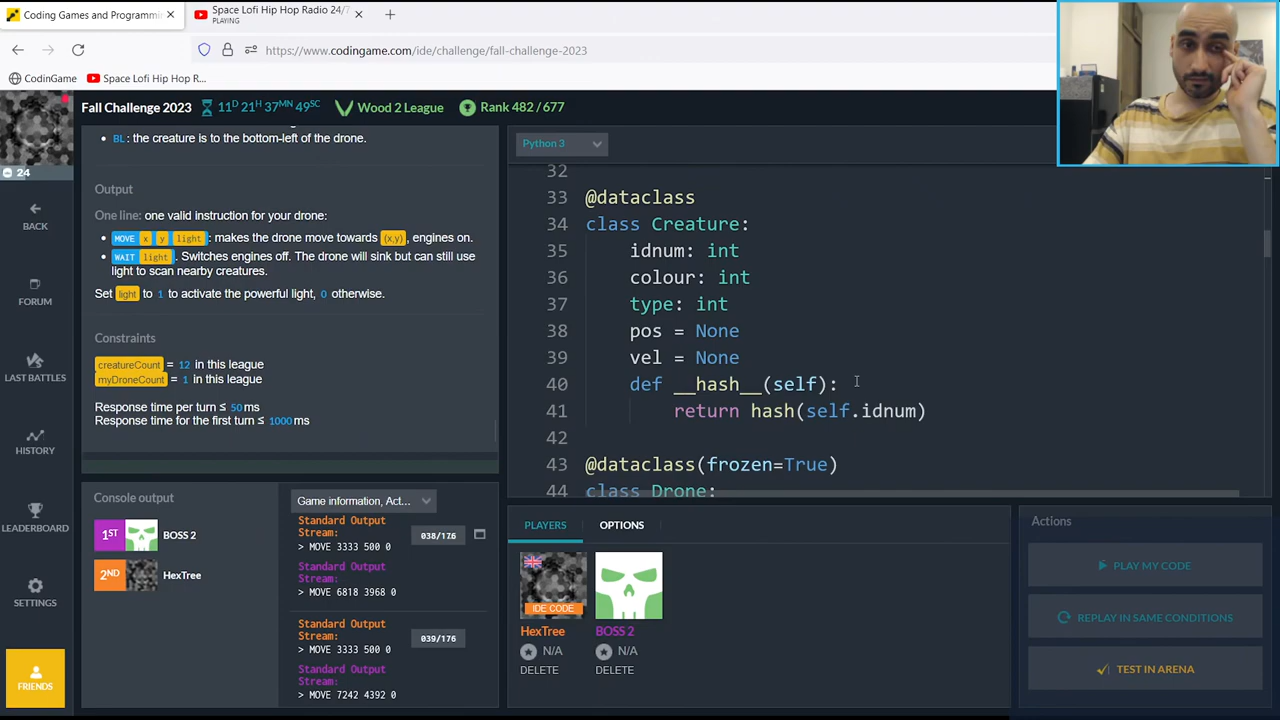 Coding Games and Programmin
Space Lofi Hip Hop Radio 24/7
PLAYING
https://www.codingame.com/ide/challenge/fall-challenge-2023
CodinGame
Space Lofi Hip Hop R...
Fall Challenge 2023
11D 21H 37MN 49SC
Wood 2 League
Rank 482 / 677
24
BACK
FORUM
LAST BATTLES
HISTORY
LEADERBOARD
SETTINGS
FRIENDS
BL: the creature is to the bottom-left of the drone.
Output
One line: one valid instruction for your drone:
MOVE x y light: makes the drone move towards (x,y), engines on.
WAIT light. Switches engines off. The drone will sink but can still use
light to scan nearby creatures.
Set light to 1 to activate the powerful light, 0 otherwise.
Constraints
creatureCount = 12 in this league
myDroneCount = 1 in this league
Response time per turn ≤ 50 ms
Response time for the first turn ≤ 1000 ms
Python 3
32
33 @dataclass
34 class Creature:
35 idnum: int
36 colour: int
37 type: int
38 pos = None
39 vel = None
40 def __hash__(self):
41 return hash(self.idnum)
42
43 @dataclass(frozen=True)
44 class Drone:
Console output
1ST BOSS 2
2ND HexTree
Game information, Act...
Standard Output
Stream:
> MOVE 3333 500 0
038/176
Standard Output
Stream:
> MOVE 6818 3968 0
Standard Output
Stream:
> MOVE 3333 500 0
039/176
Standard Output
Stream:
> MOVE 7242 4392 0
PLAYERS
OPTIONS
IDE CODE
HexTree
N/A
DELETE
BOSS 2
N/A
DELETE
Actions
PLAY MY CODE
REPLAY IN SAME CONDITIONS
TEST IN ARENA